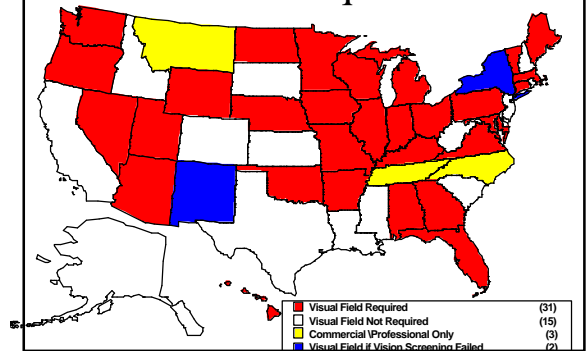 Visual Field Required (31)
Visual Field Not Required (15)
Commercial \Professional Only (3)
Visual Field if Vision Screening Failed (2)